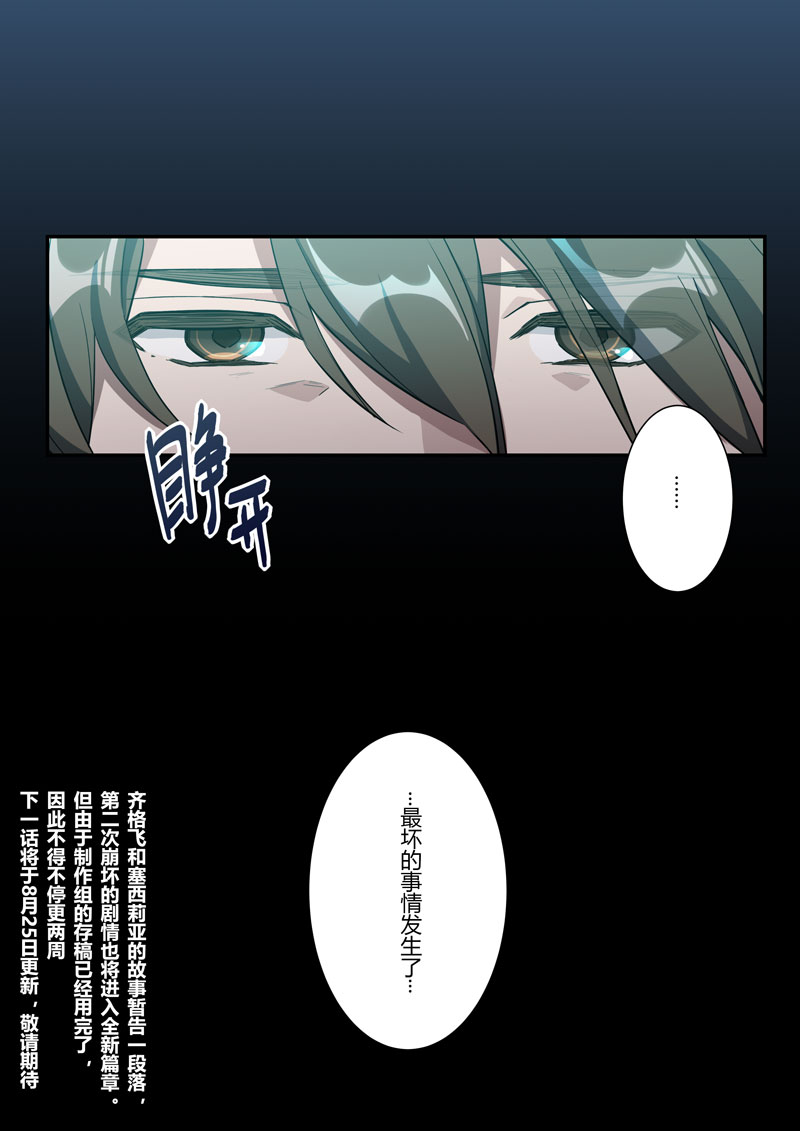 ……
睁开
…最坏的事情发生了…
齐格飞和塞西莉亚的故事暂告一段落，
第二次崩坏的剧情也将进入全新篇章。
但由于制作组的存稿已经用完了，
因此不得不停更两周
下一话将于8月25日更新，敬请期待